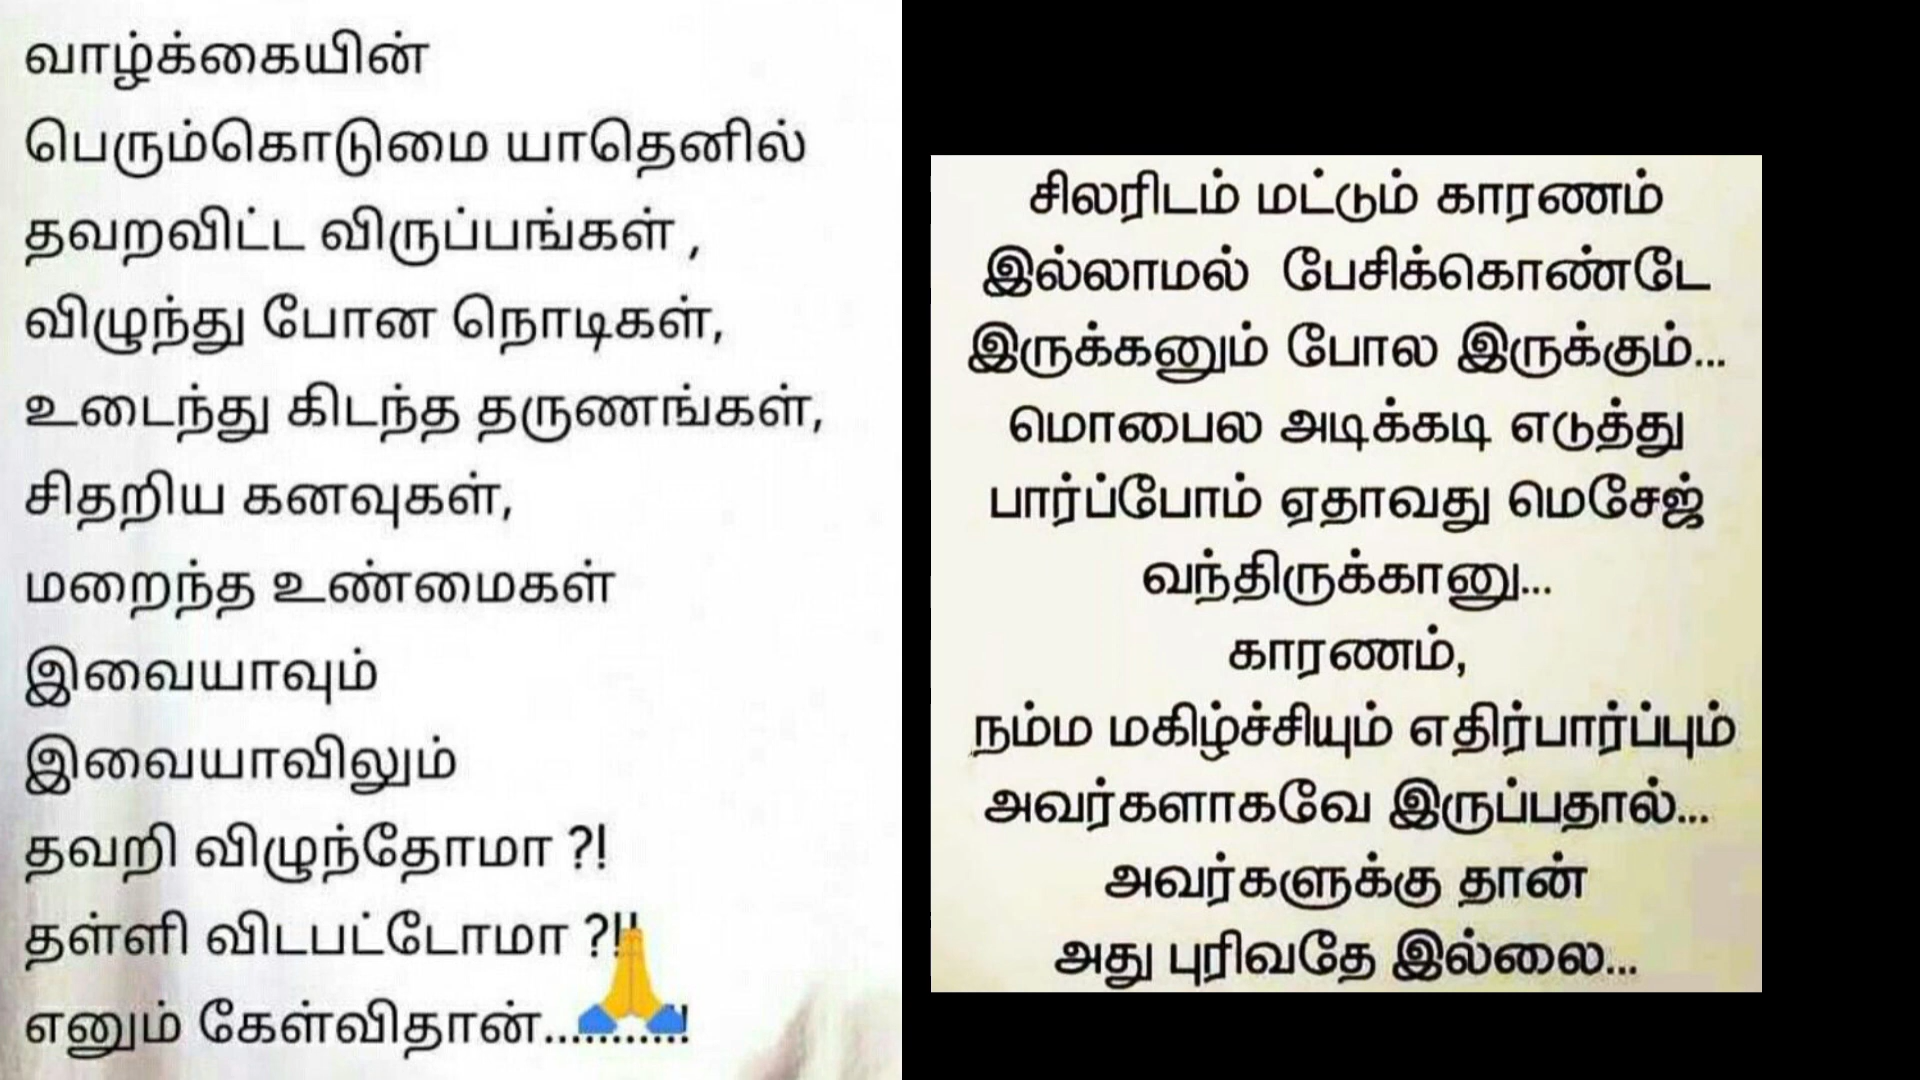 வாழ்க்கையின்
பெரும்கொடுமை யாதெனில்
தவறவிட்ட விருப்பங்கள் ,
விழுந்து போன நொடிகள்,
உடைந்து கிடந்த தருணங்கள்,
சிதறிய கனவுகள்,
மறைந்த உண்மைகள்
இவையாவும்
இவையாவிலும்
தவறி விழுந்தோமா ?!
தள்ளி விடபட்டோமா ?!!
எனும் கேள்விதான்...........!!
சிலரிடம் மட்டும் காரணம்
இல்லாமல் பேசிக்கொண்டே
இருக்கனும் போல இருக்கும்...
மொபைல அடிக்கடி எடுத்து
பார்ப்போம் ஏதாவது மெசேஜ்
வந்திருக்கானு...
காரணம்,
நம்ம மகிழ்ச்சியும் எதிர்பார்ப்பும்
அவர்களாகவே இருப்பதால்...
அவர்களுக்கு தான்
அது புரிவதே இல்லை...